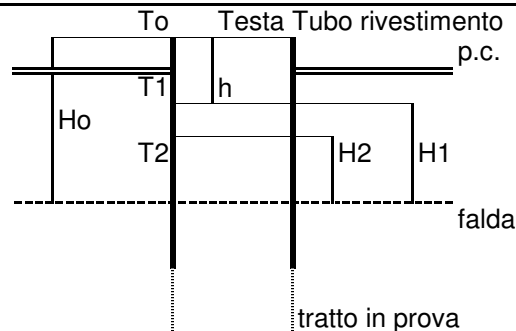 To Testa Tubo rivestimento
p.c.
T1 h
Ho
T2 H2 H1
falda
tratto in prova